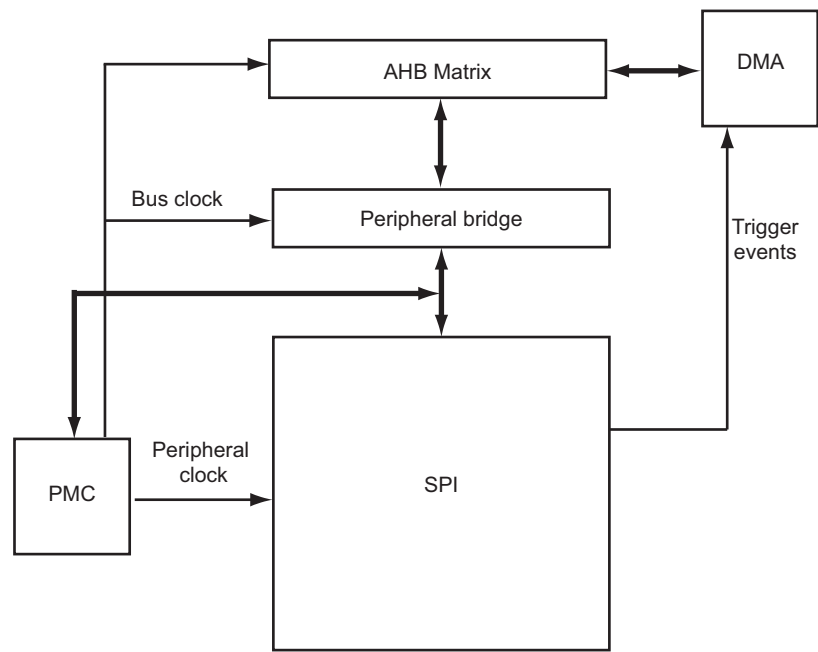 AHB Matrix
DMA
Bus clock
Peripheral bridge
Trigger
events
Peripheral
clock
PMC
SPI